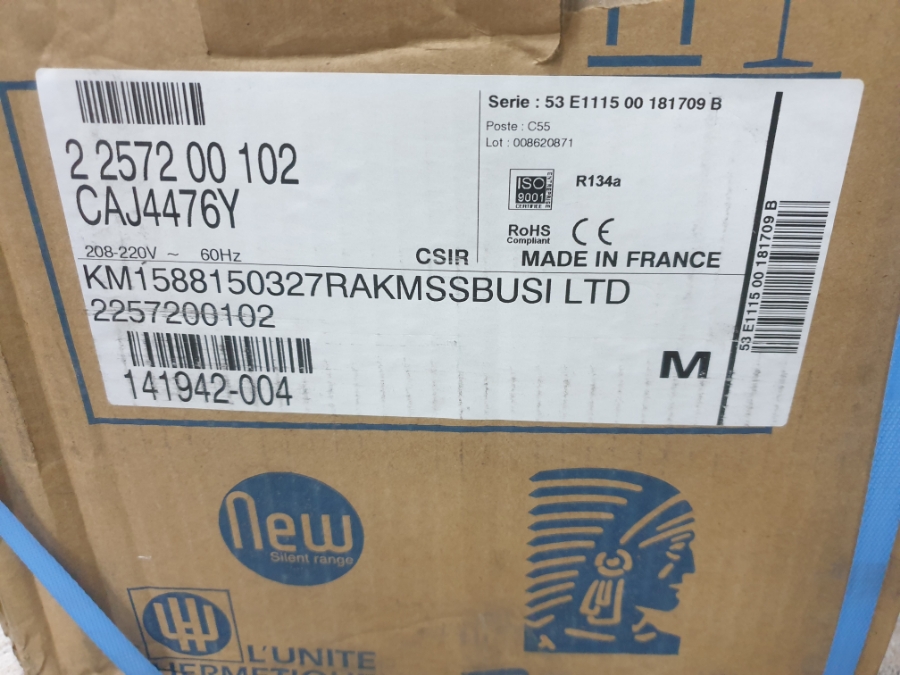 2 2572 00 102
CAJ4476Y
208-220V ~ 60Hz
CSIR
Serie : 53 E1115 00 181709 B
Poste : C55
Lot : 008620871
ISO
9001
R134a
RoHS
Compliant
CE
MADE IN FRANCE
KM1588150327RAKMSSBUSI LTD
2257200102
141942-004
M
53 E1115 00 181709 B
New
Silent range
L'UNITE
HERMETIQUE